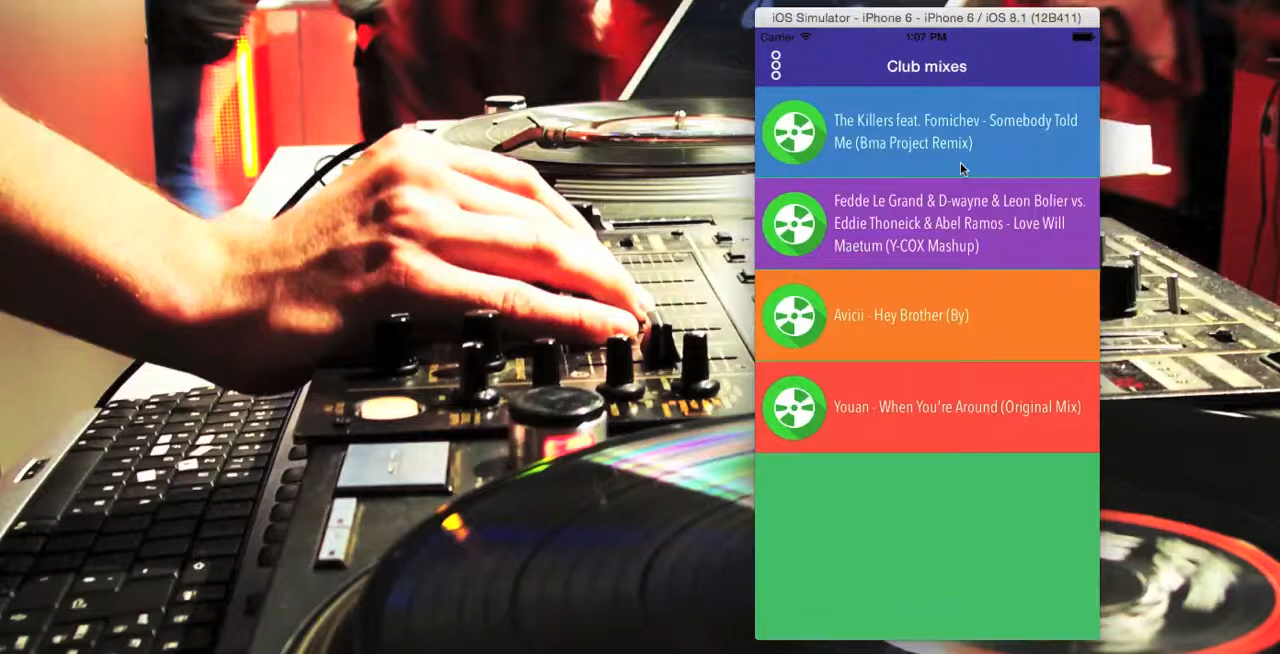 iOS Simulator - iPhone 6 - iPhone 6 / iOS 8.1 (12B411)
Carrier 1:07 PM
Club mixes
The Killers feat. Fomichev - Somebody Told
Me (Bma Project Remix)
Fedde Le Grand & D-wayne & Leon Bolier vs.
Eddie Thoneick & Abel Ramos - Love Will
Maetum (Y-COX Mashup)
Avicii - Hey Brother (By)
Youan - When You're Around (Original Mix)